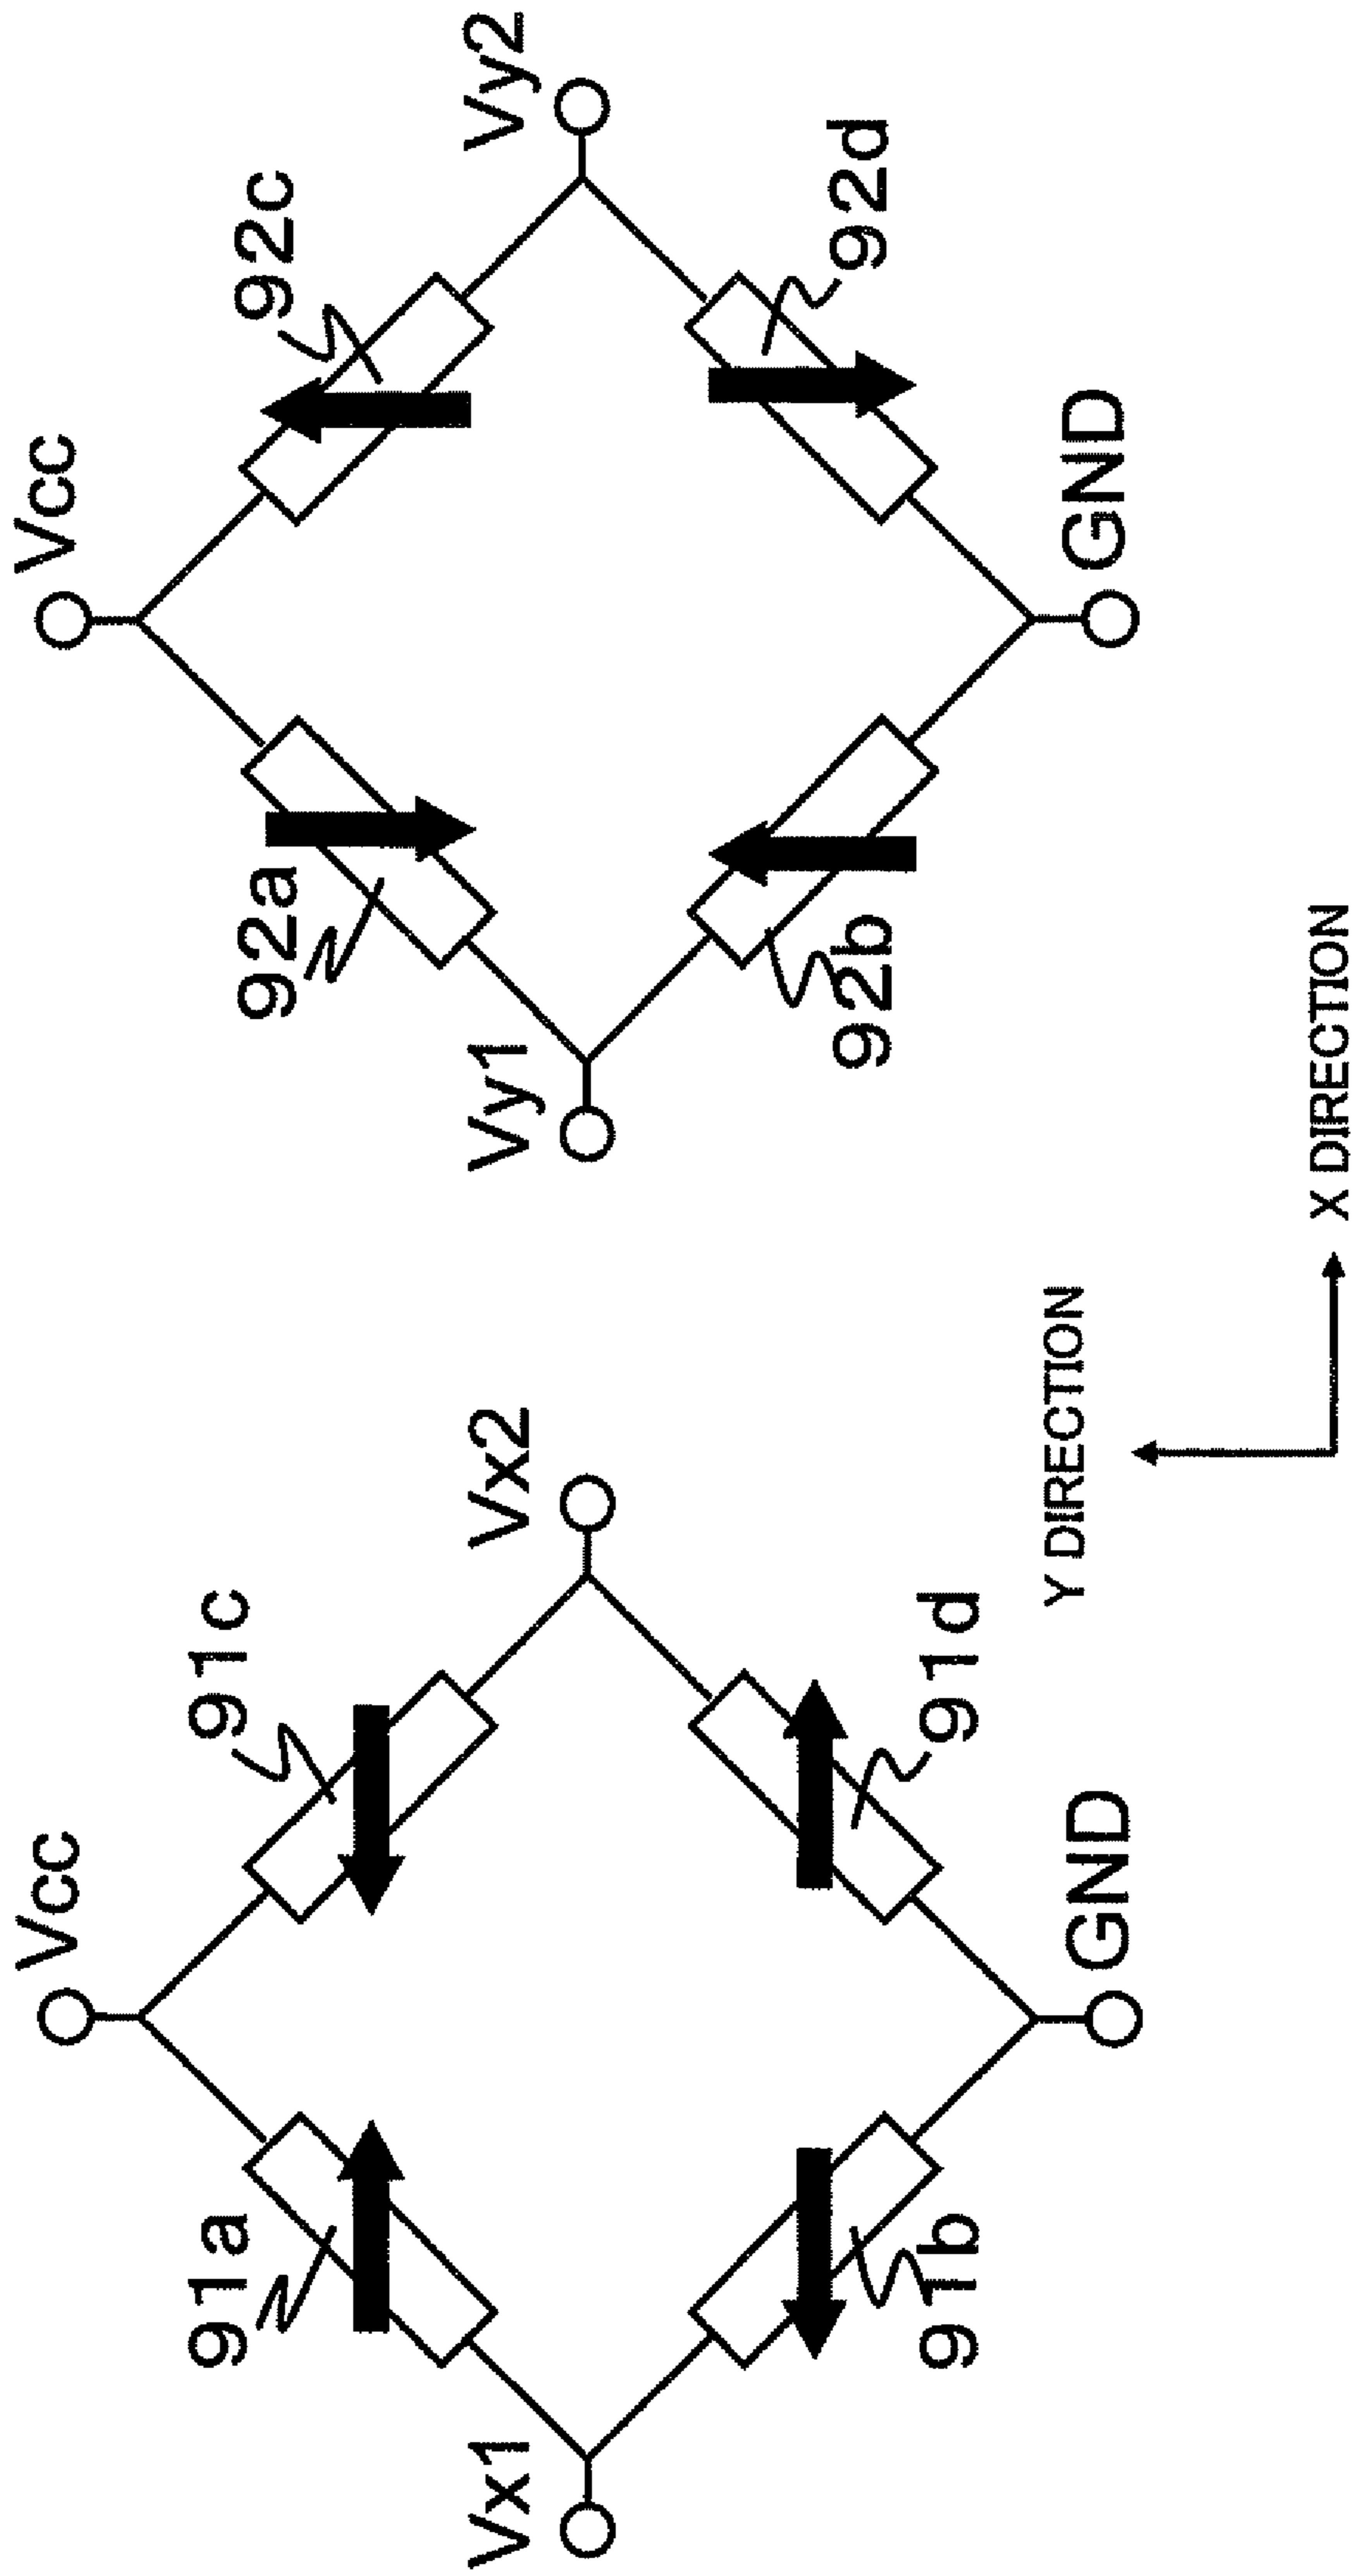 Vcc
91a
91c
Vx1
Vx2
91b
91d
GND
Vcc
92a
92c
Vy1
Vy2
92b
92d
GND
Y DIRECTION
X DIRECTION